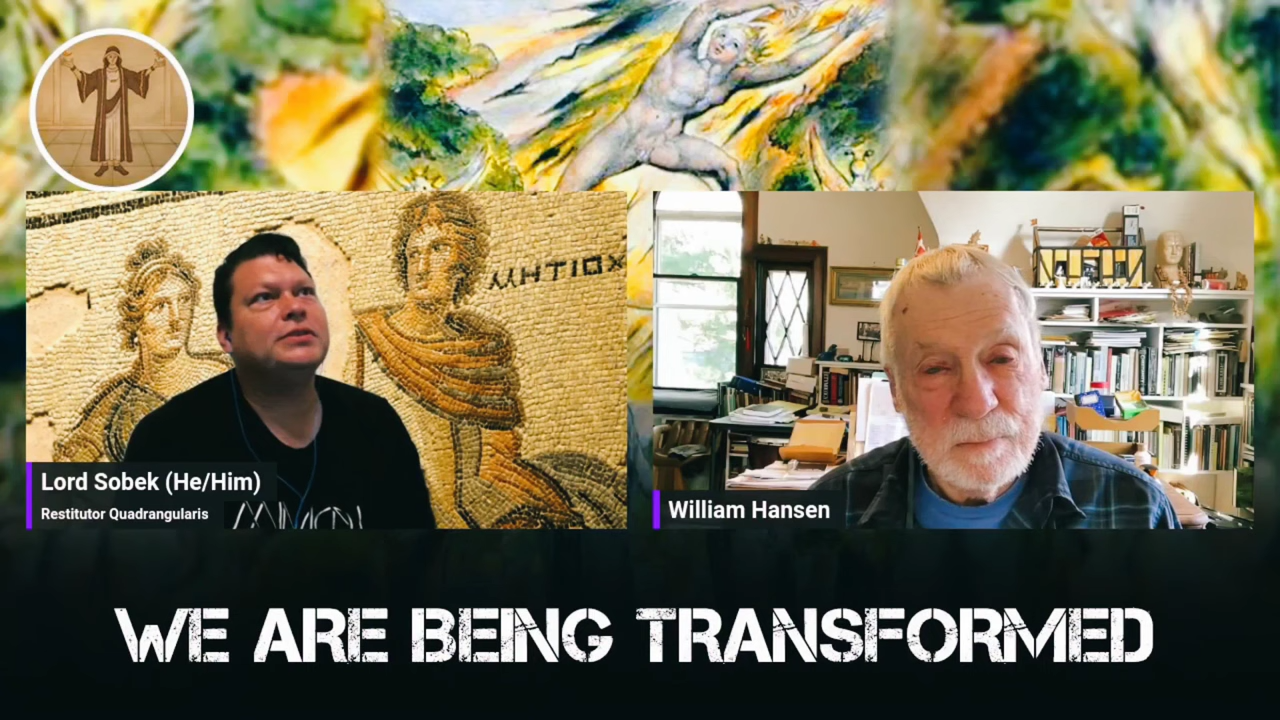 ΜΗΤΙΟΧ
Lord Sobek (He/Him)
Restitutor Quadrangularis
William Hansen
WE ARE BEING TRANSFORMED